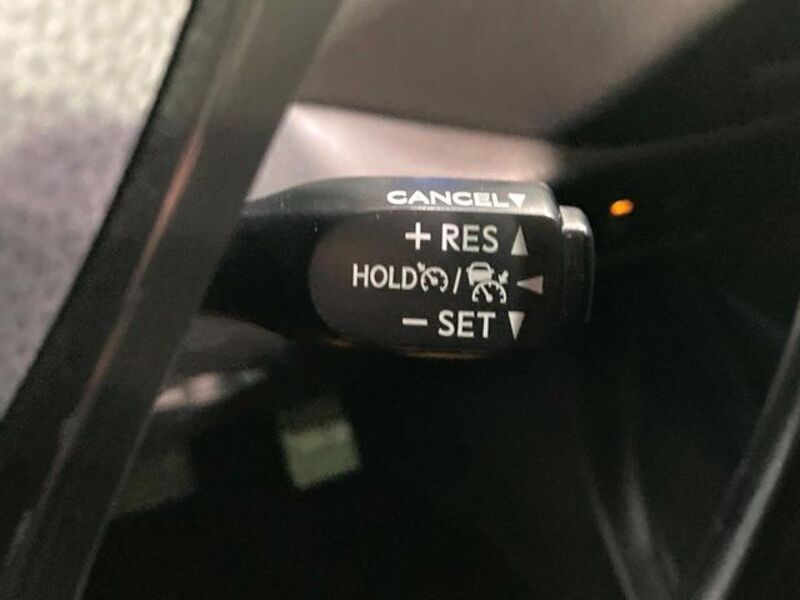 CANCEL▼
+ RES ▲
HOLD / ◀
− SET ▼